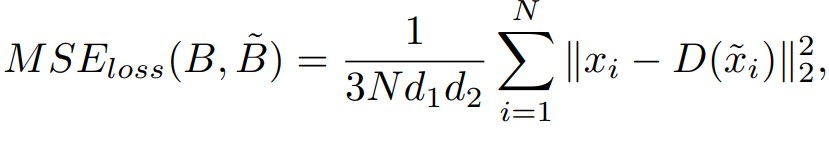 $MSE_{loss}(B, \tilde{B}) = \frac{1}{3Nd_1d_2} \sum_{i=1}^{N} \|x_i - D(\tilde{x}_i)\|_2^2,$